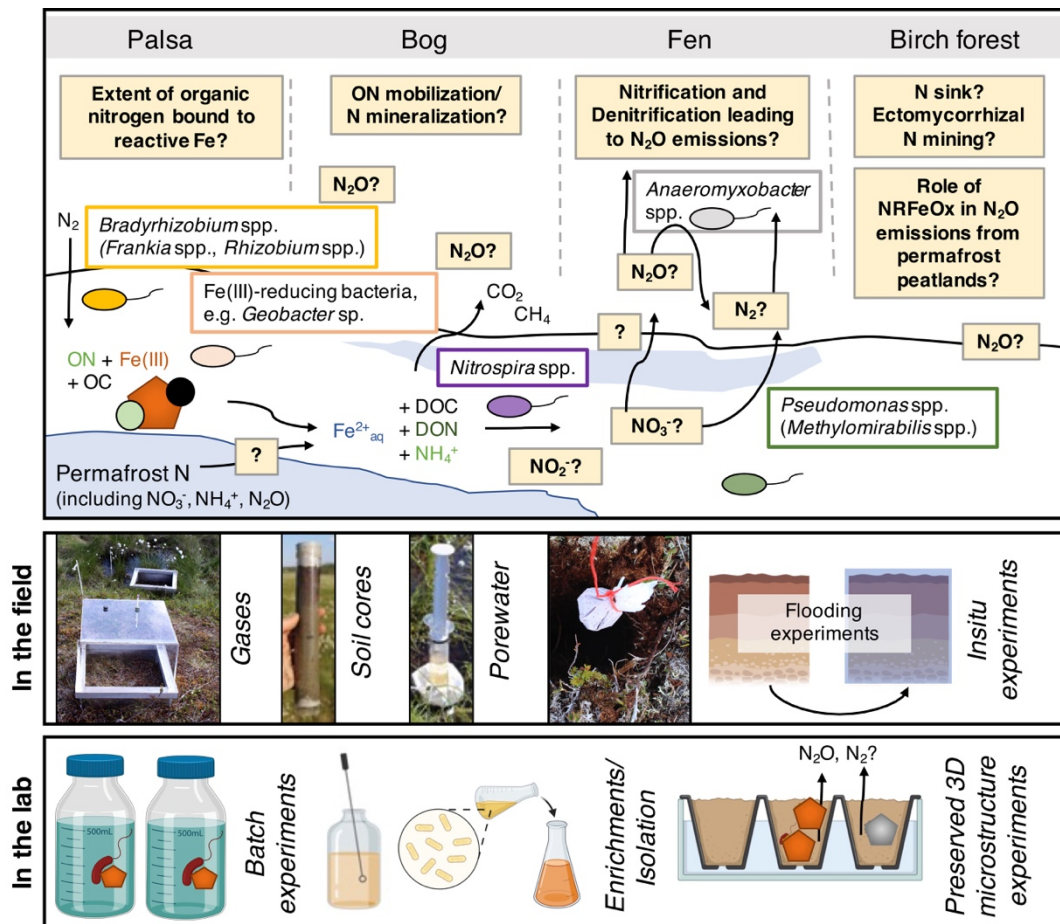 Palsa
Bog
Fen
Birch forest
Extent of organic
nitrogen bound to
reactive Fe?
ON mobilization/
N mineralization?
Nitrification and
Denitrification leading
to N₂O emissions?
N sink?
Ectomycorrhizal
N mining?
Role of
NRFeOx in N₂O
emissions from
permafrost
peatlands?
N₂O?
Anaeromyxobacter
spp.
N₂
Bradyrhizobium spp.
(Frankia spp., Rhizobium spp.)
N₂O?
N₂O?
Fe(III)-reducing bacteria,
e.g. Geobacter sp.
CO₂
CH₄
N₂?
?
N₂O?
ON + Fe(III)
+ OC
Nitrospira spp.
Fe²⁺aq
+ DOC
+ DON
+ NH₄⁺
NO₃⁻?
Pseudomonas spp.
(Methylomirabilis spp.)
?
NO₂⁻?
Permafrost N
(including NO₃⁻, NH₄⁺, N₂O)
In the field
Gases
Soil cores
Porewater
Flooding
experiments
Insitu
experiments
In the lab
500mL
500mL
Batch
experiments
Enrichments/
Isolation
N₂O, N₂?
Preserved 3D
microstructure
experiments